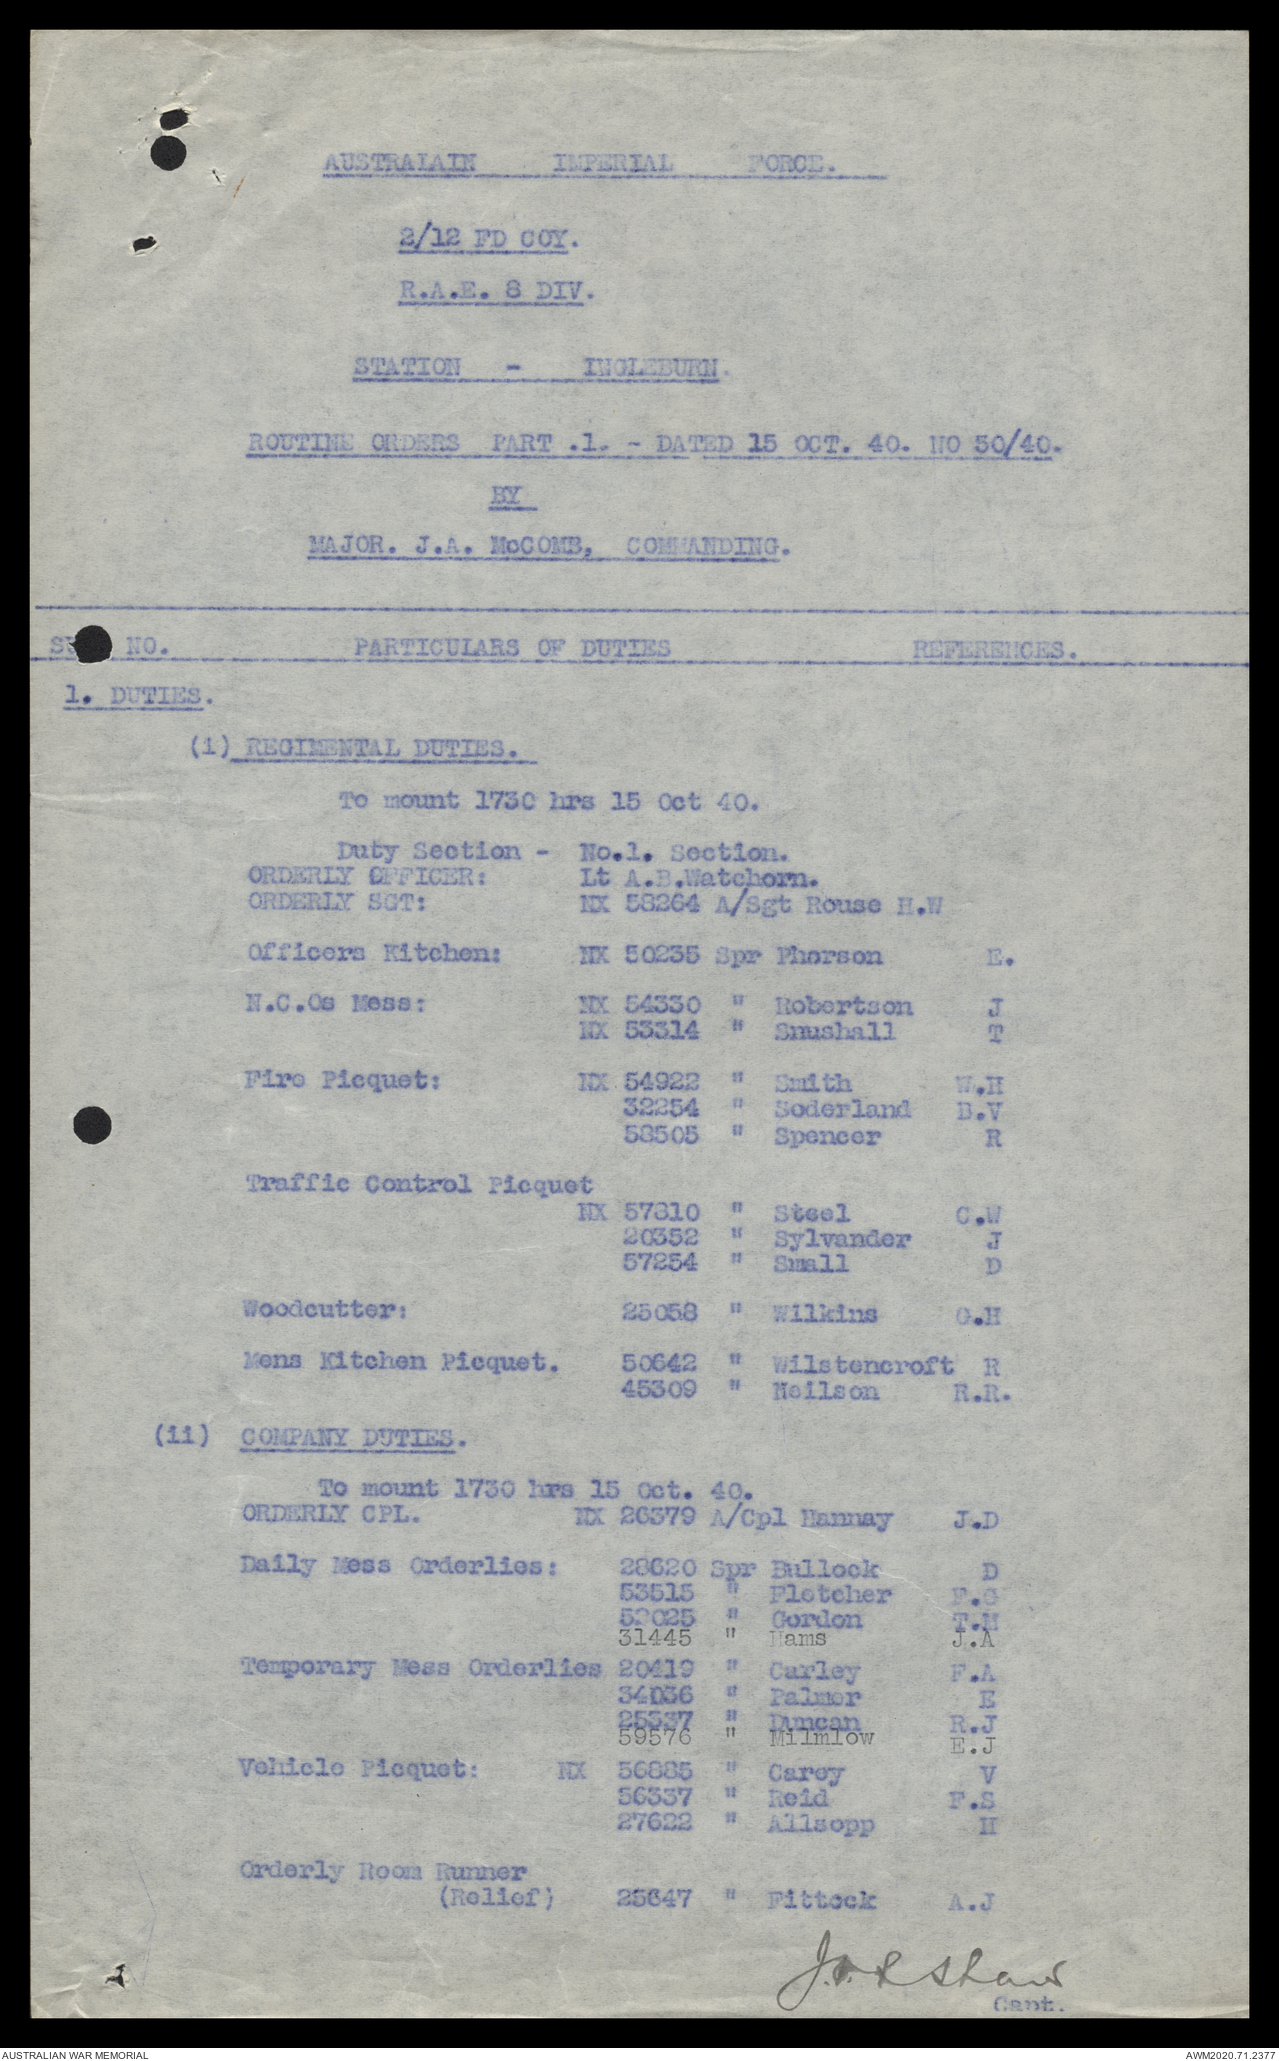 AUSTRALAIN IMPERIAL FORCE.
2/12 FD COY.
R.A.E. 8 DIV.
STATION - INGLEBURN.
ROUTINE ORDERS PART .1. - DATED 15 OCT. 40. NO 50/40.
BY
MAJOR. J.A. McCOMB, COMMANDING.
NO. PARTICULARS OF DUTIES REFERENCES.
1. DUTIES.
(i) REGIMENTAL DUTIES.
To mount 1730 hrs 15 Oct 40.
Duty Section - No.1. Section.
ORDERLY OFFICER: Lt A.B.Watchorn.
ORDERLY SGT: NX 58264 A/Sgt Rouse H.W
Officers Kitchen: NX 50235 Spr Pherson E.
N.C.Os Mess: NX 54330 " Robertson J
NX 53314 " Snushall T
Fire Picquet: NX 54922 " Smith W.H
32254 " Soderland B.V
58505 " Spencer R
Traffic Control Picquet
NX 57810 " Steel C.W
20352 " Sylvander J
57254 " Small D
Woodcutter: 25058 " Wilkins O.H
Mens Kitchen Picquet. 50642 " Wilstencroft R
45309 " Neilson R.R.
(ii) COMPANY DUTIES.
To mount 1730 hrs 15 Oct. 40.
ORDERLY CPL. NX 26379 A/Cpl Hannay J.D
Daily Mess Orderlies: 28620 Spr Bullock D
53515 " Fletcher F.G
52025 " Gordon T.M
31445 " Hams J.A
Temporary Mess Orderlies 20419 " Curley F.A
34036 " Palmer E
25337 " Duncan R.J
59576 " Milmlow E.J
Vehicle Picquet: NX 56885 " Carey V
56337 " Reid F.S
27622 " Allsopp H
Orderly Room Runner
(Relief) 25647 " Fittock A.J
Shaw
Capt.
AUSTRALIAN WAR MEMORIAL AWM2020.71.2377